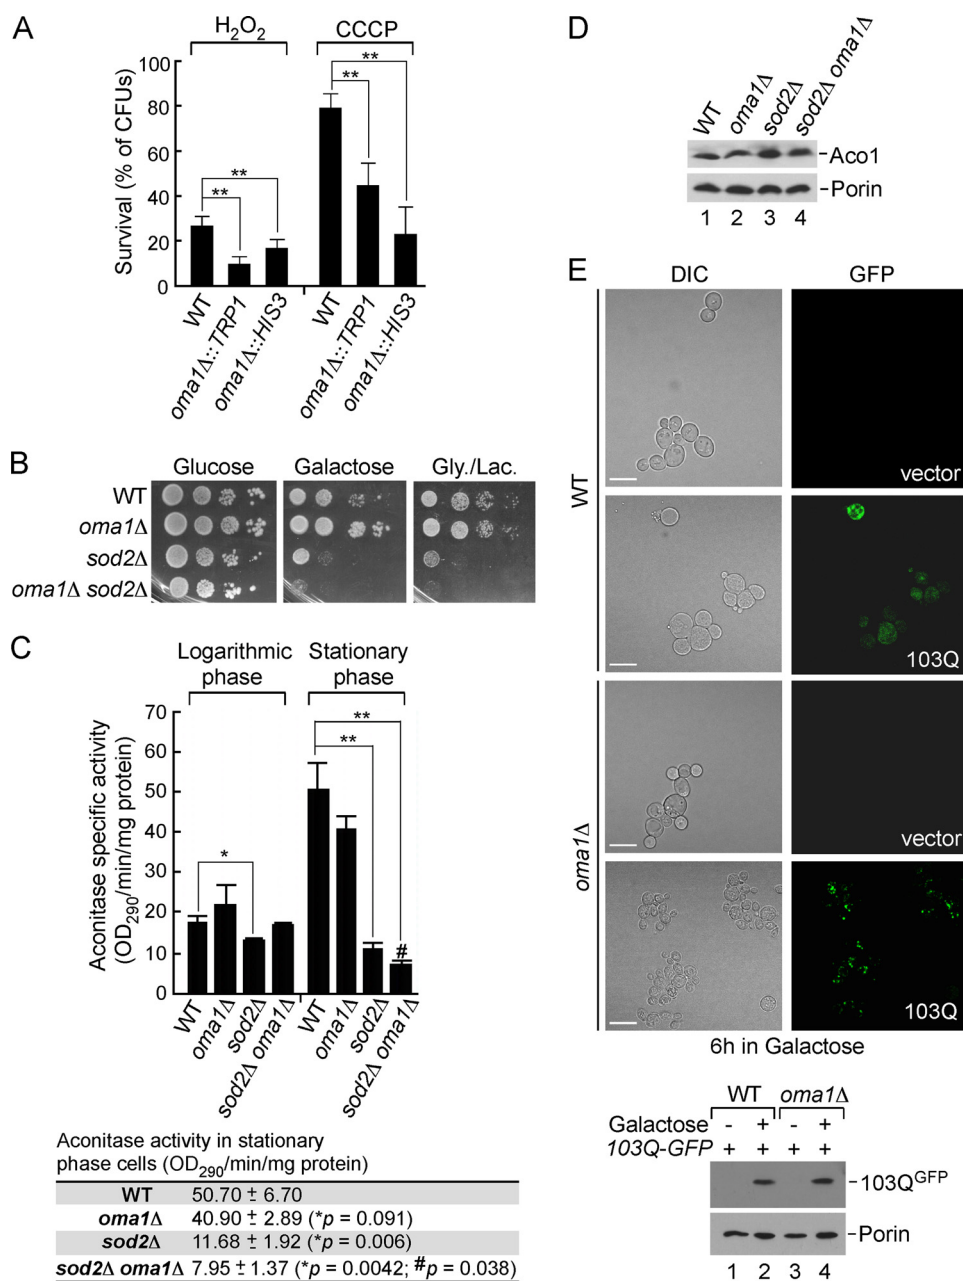 A
H2O2 CCCP
Survival (% of CFUs)
100
80
60
40
20
0
** ** ** **
WT
oma1Δ::TRP1
oma1Δ::HIS3
WT
oma1Δ::TRP1
oma1Δ::HIS3
B
Glucose Galactose Gly./Lac.
WT
oma1Δ
sod2Δ
oma1Δ sod2Δ
C
Logarithmic phase
Stationary phase
Aconitase specific activity
(OD290/min/mg protein)
70
60
50
40
30
20
10
0
* ** ** #
WT
oma1Δ
sod2Δ
sod2Δ oma1Δ
WT
oma1Δ
sod2Δ
sod2Δ oma1Δ
Aconitase activity in stationary
phase cells (OD290/min/mg protein)
WT 50.70 ± 6.70
oma1Δ 40.90 ± 2.89 (*p = 0.091)
sod2Δ 11.68 ± 1.92 (*p = 0.006)
sod2Δ oma1Δ 7.95 ± 1.37 (*p = 0.0042; #p = 0.038)
D
WT
oma1Δ
sod2Δ
sod2Δ oma1Δ
-Aco1
-Porin
1 2 3 4
E
DIC GFP
WT
vector
103Q
oma1Δ
vector
103Q
6h in Galactose
WT oma1Δ
Galactose - + - +
103Q-GFP + + + +
-103QGFP
-Porin
1 2 3 4